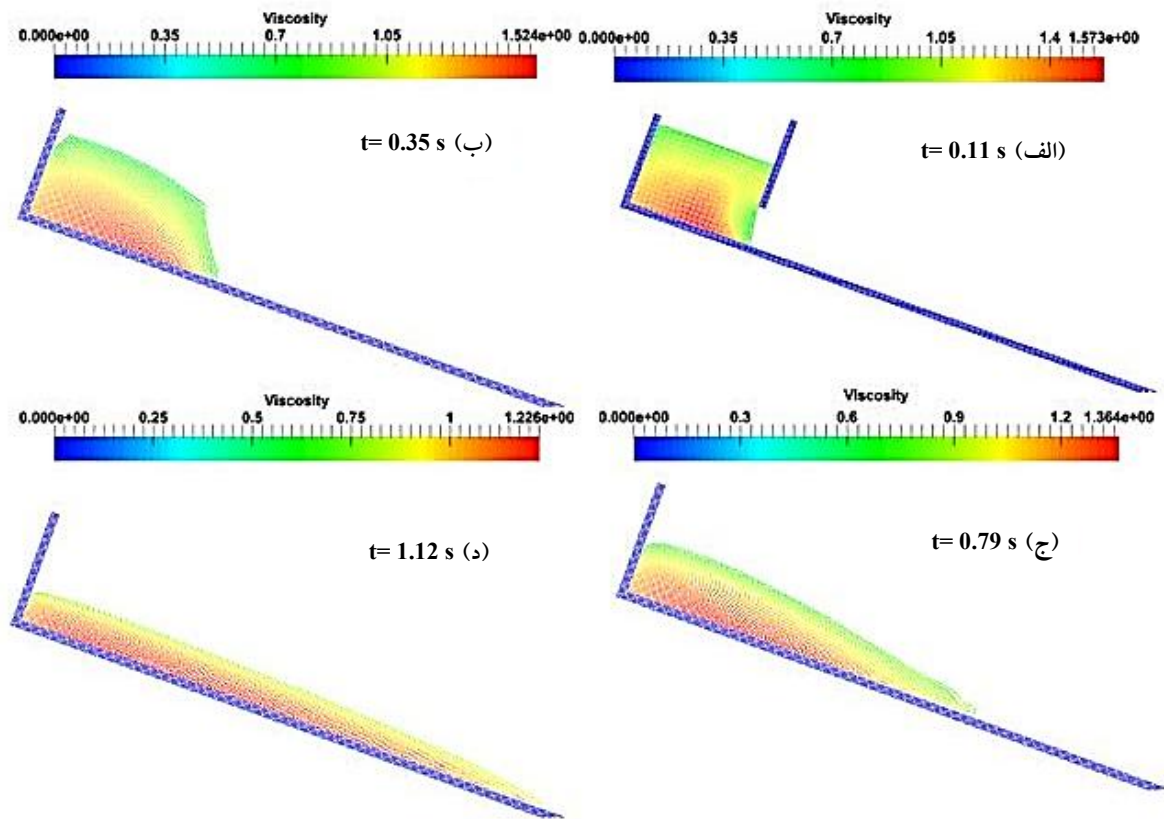 Viscosity
0.000e+00 0.35 0.7 1.05 1.524e+00
(ب) t= 0.35 s
Viscosity
0.000e+00 0.35 0.7 1.05 1.4 1.573e+00
(الف) t= 0.11 s
Viscosity
0.000e+00 0.25 0.5 0.75 1 1.226e+00
(د) t= 1.12 s
Viscosity
0.000e+00 0.3 0.6 0.9 1.2 1.364e+00
(ج) t= 0.79 s